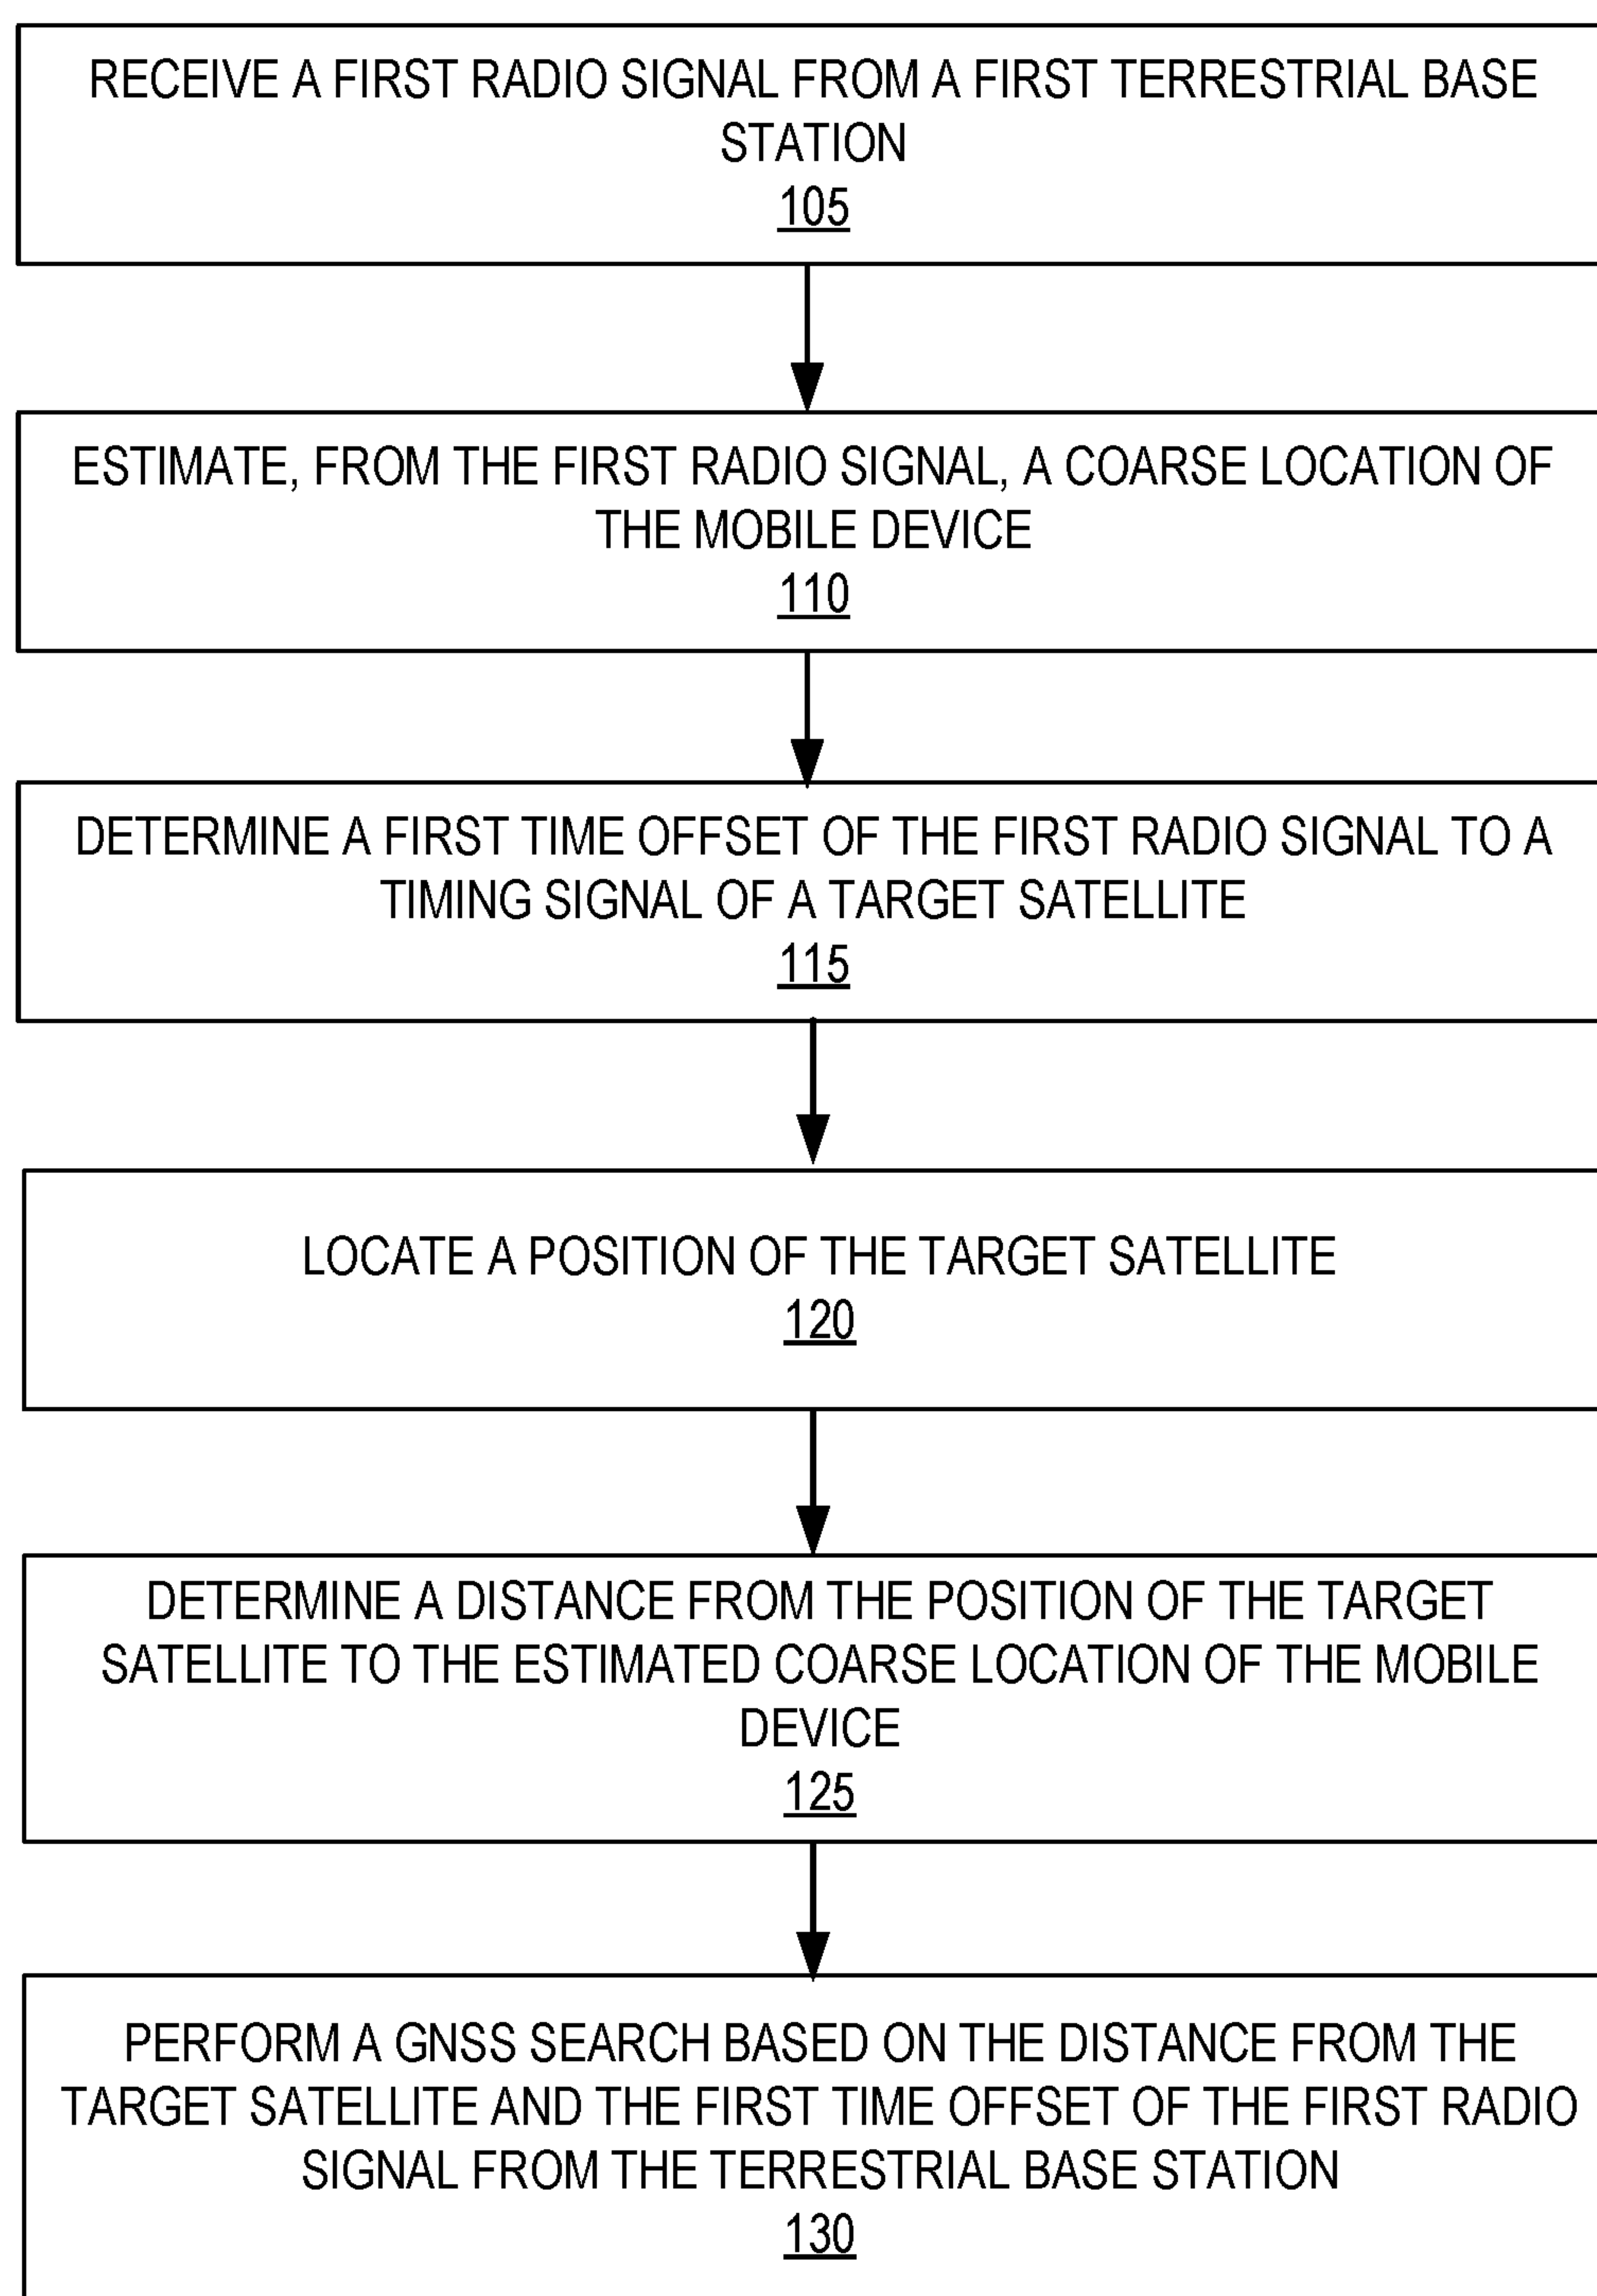 RECEIVE A FIRST RADIO SIGNAL FROM A FIRST TERRESTRIAL BASE
STATION
105
ESTIMATE, FROM THE FIRST RADIO SIGNAL, A COARSE LOCATION OF
THE MOBILE DEVICE
110
DETERMINE A FIRST TIME OFFSET OF THE FIRST RADIO SIGNAL TO A
TIMING SIGNAL OF A TARGET SATELLITE
115
LOCATE A POSITION OF THE TARGET SATELLITE
120
DETERMINE A DISTANCE FROM THE POSITION OF THE TARGET
SATELLITE TO THE ESTIMATED COARSE LOCATION OF THE MOBILE
DEVICE
125
PERFORM A GNSS SEARCH BASED ON THE DISTANCE FROM THE
TARGET SATELLITE AND THE FIRST TIME OFFSET OF THE FIRST RADIO
SIGNAL FROM THE TERRESTRIAL BASE STATION
130